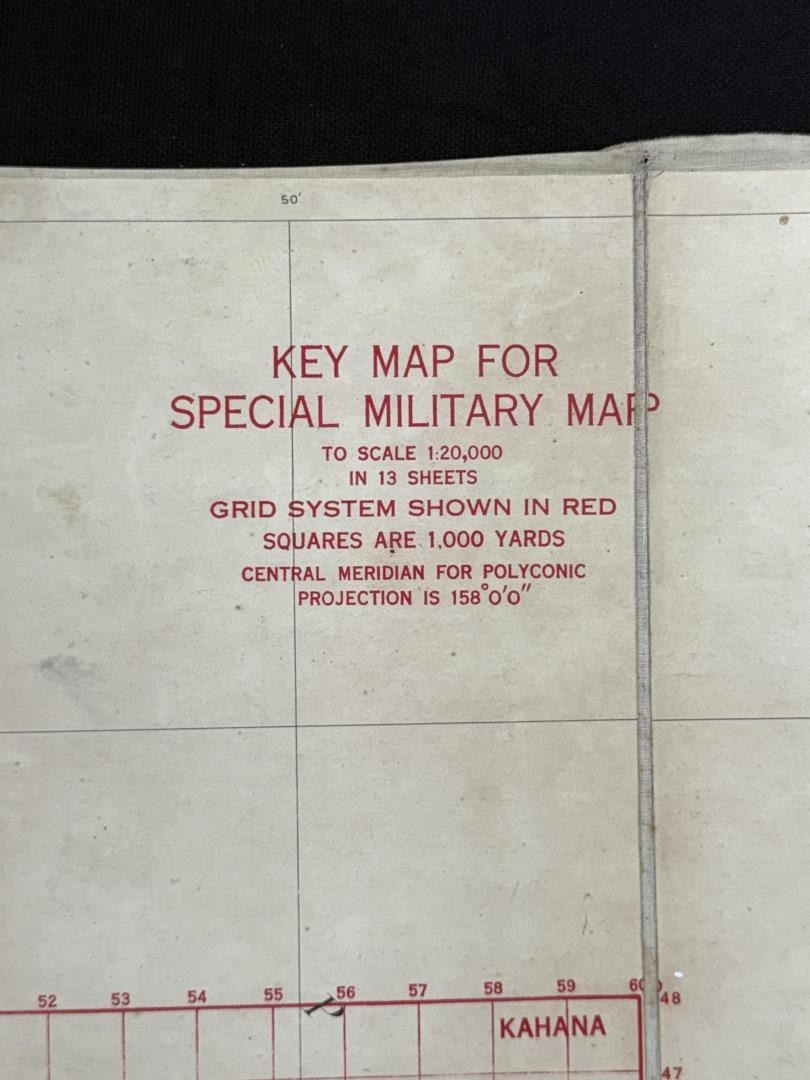 50'
KEY MAP FOR
SPECIAL MILITARY MAP
TO SCALE 1:20,000
IN 13 SHEETS
GRID SYSTEM SHOWN IN RED
SQUARES ARE 1,000 YARDS
CENTRAL MERIDIAN FOR POLYCONIC
PROJECTION IS 158°0'0"
52 53 54 55 56 57 58 59 60
48
KAHANA
47